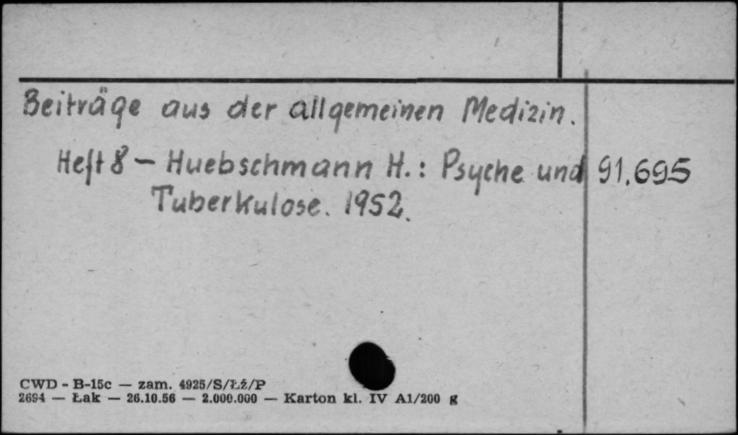 Beiträge aus der allgemeinen Medizin.
Heft 8 – Huebschmann H.: Psyche und 91.695
Tuberkulose. 1952.
CWD - B-15c — zam. 4925/S/Łż/P
2694 — Łak — 26.10.56 — 2.000.000 — Karton kl. IV A1/200 g